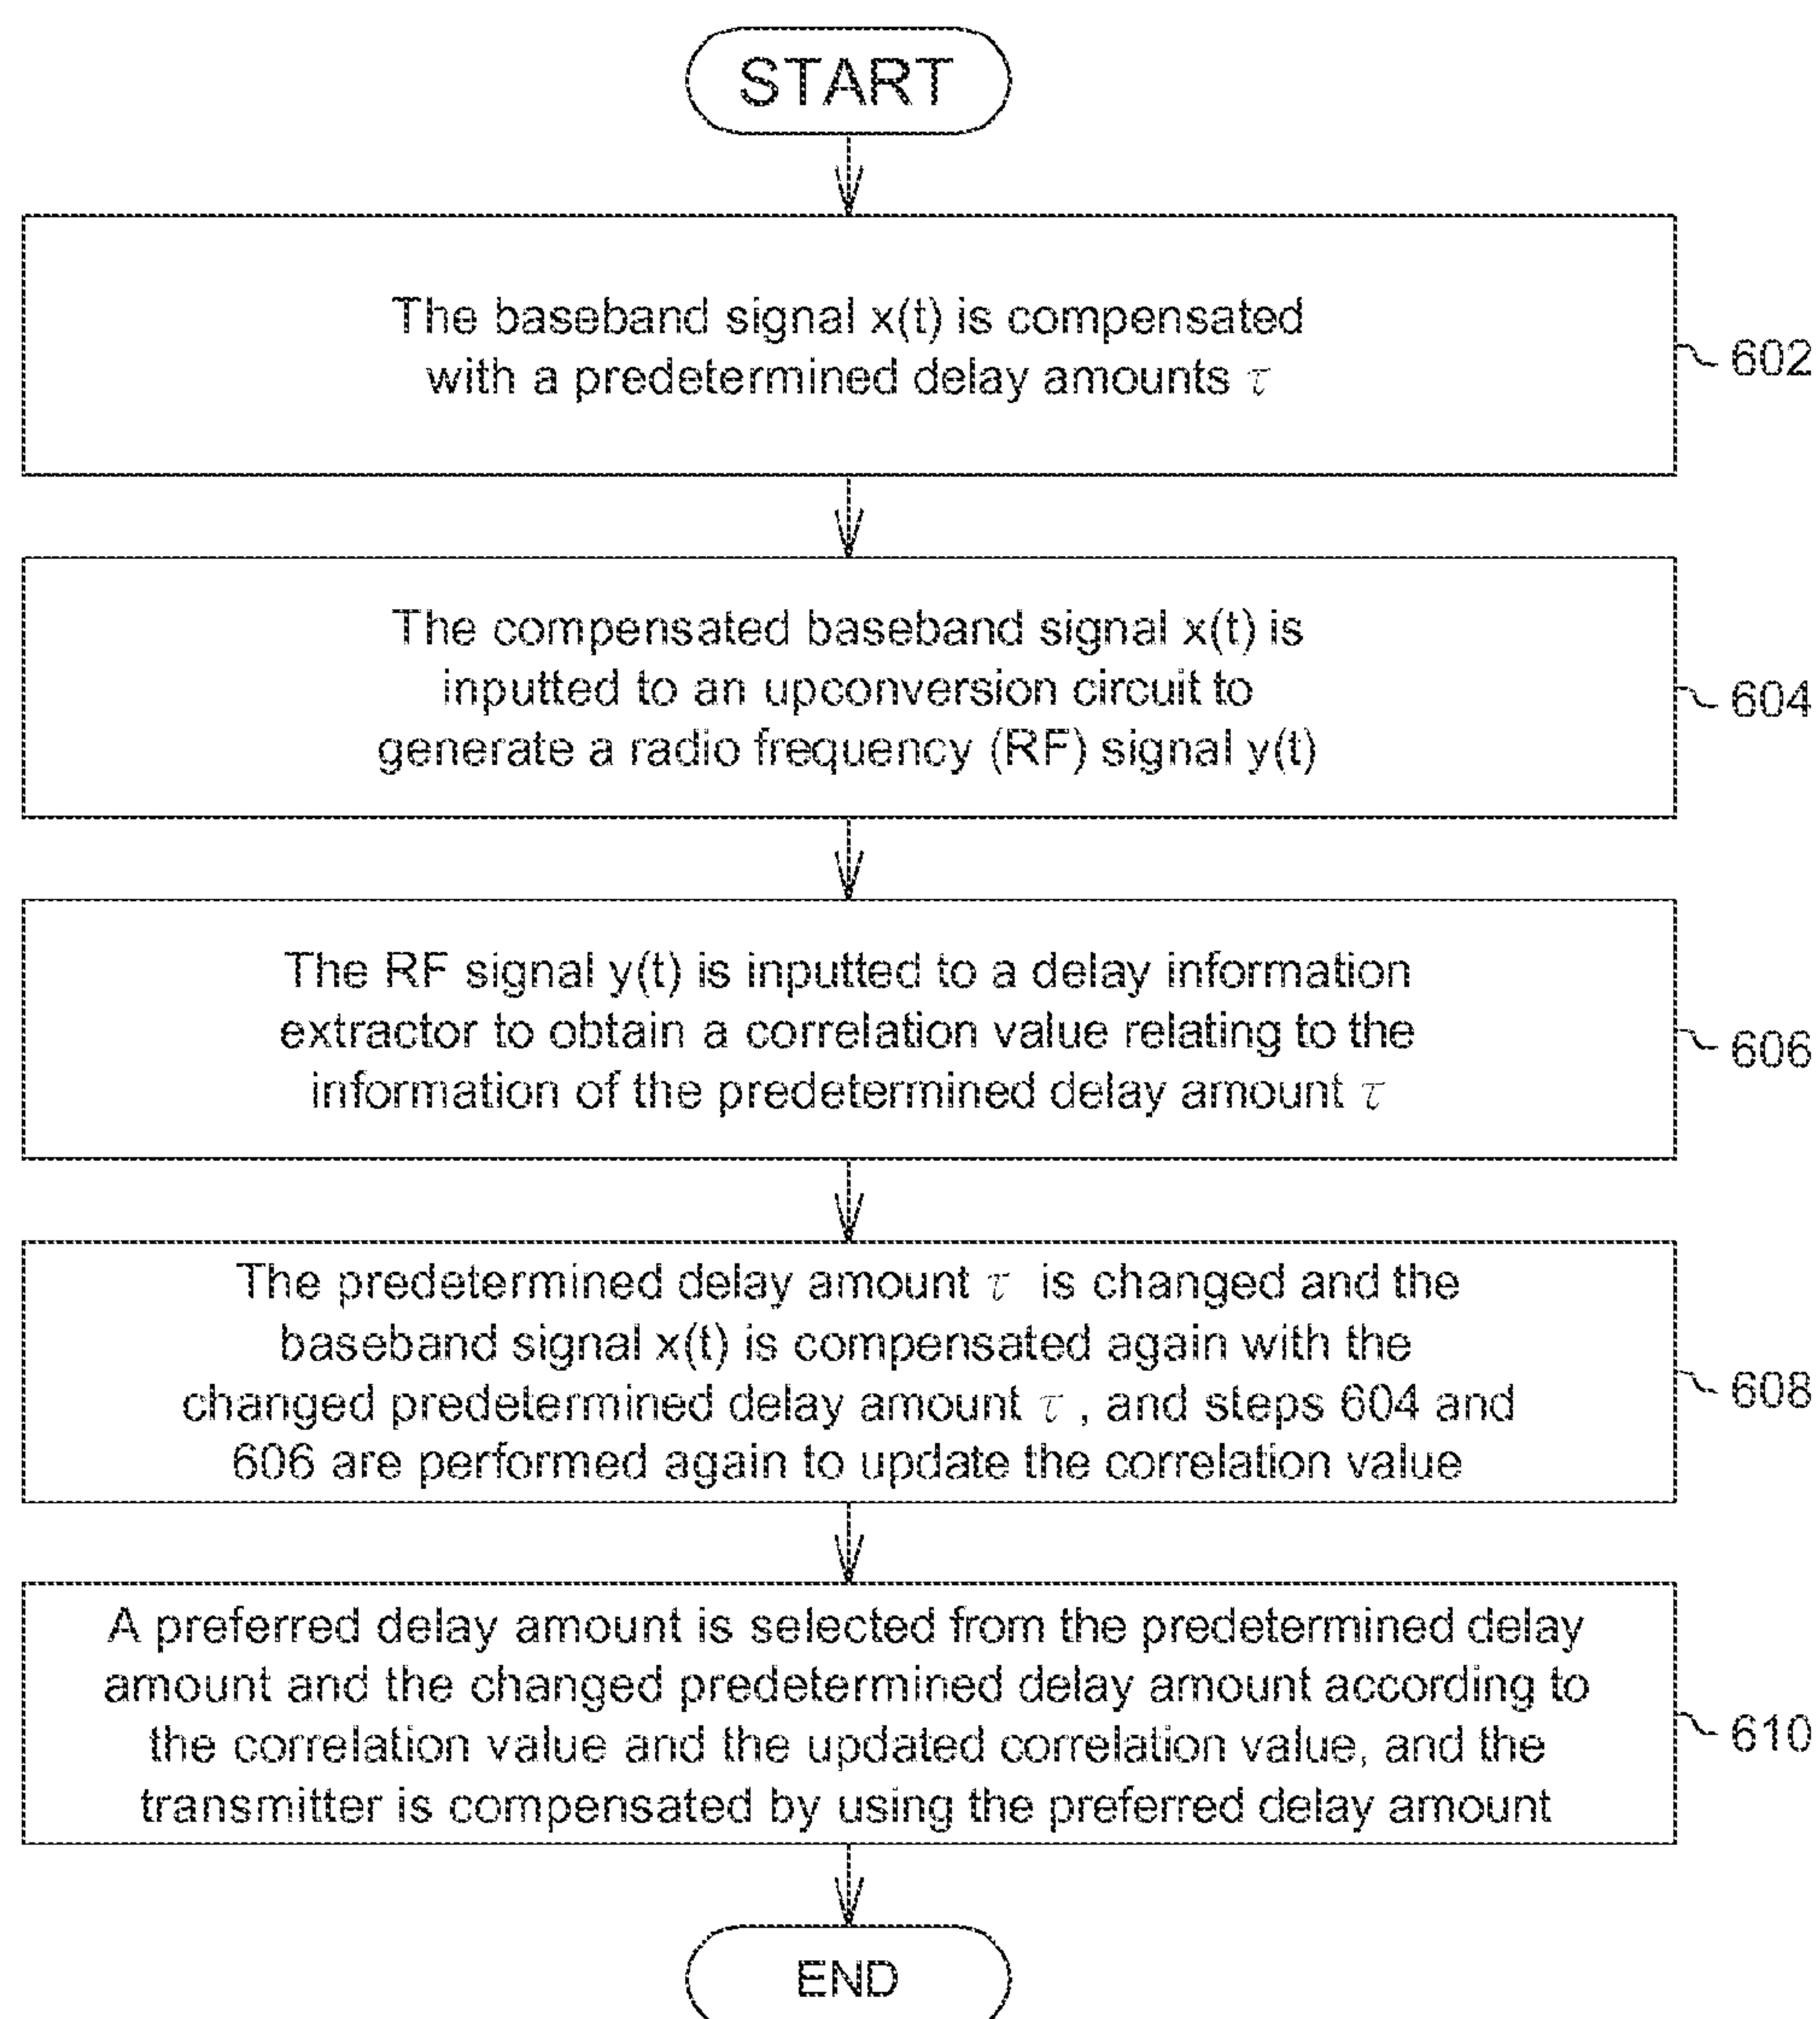 START
The baseband signal x(t) is compensated
with a predetermined delay amounts τ
602
The compensated baseband signal x(t) is
inputted to an upconversion circuit to
generate a radio frequency (RF) signal y(t)
604
The RF signal y(t) is inputted to a delay information
extractor to obtain a correlation value relating to the
information of the predetermined delay amount τ
606
The predetermined delay amount τ is changed and the
baseband signal x(t) is compensated again with the
changed predetermined delay amount τ , and steps 604 and
606 are performed again to update the correlation value
608
A preferred delay amount is selected from the predetermined delay
amount and the changed predetermined delay amount according to
the correlation value and the updated correlation value, and the
transmitter is compensated by using the preferred delay amount
610
END